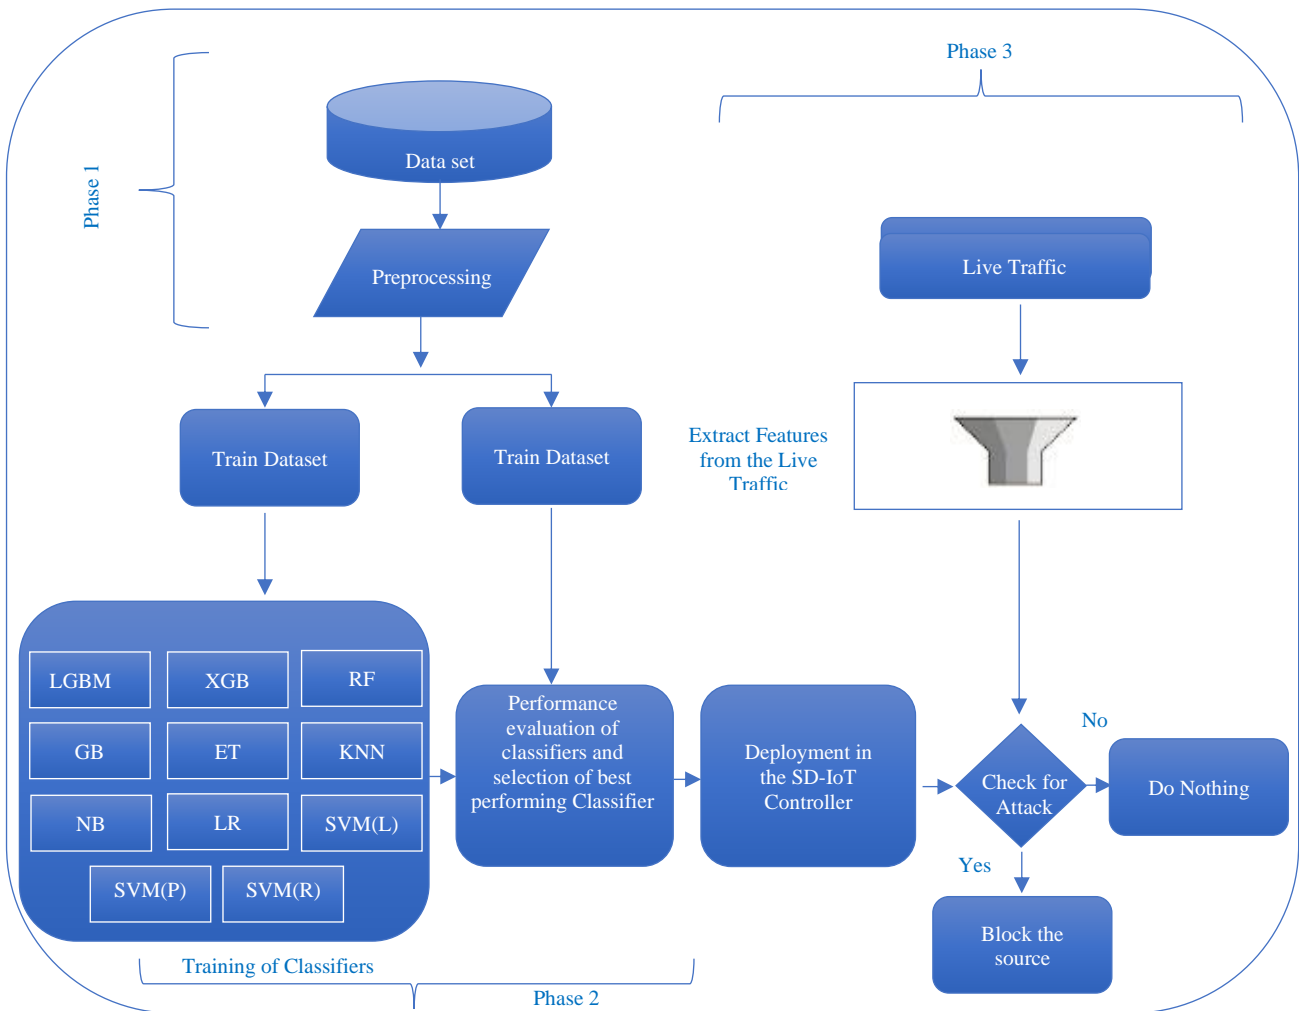 Phase 3
Phase 1
Data set
Preprocessing
Live Traffic
Train Dataset
Train Dataset
Extract Features
from the Live
Traffic
LGBM
XGB
RF
GB
ET
KNN
NB
LR
SVM(L)
SVM(P)
SVM(R)
Performance
evaluation of
classifiers and
selection of best
performing Classifier
Deployment in
the SD-IoT
Controller
Check for
Attack
No
Do Nothing
Yes
Block the
source
Training of Classifiers
Phase 2